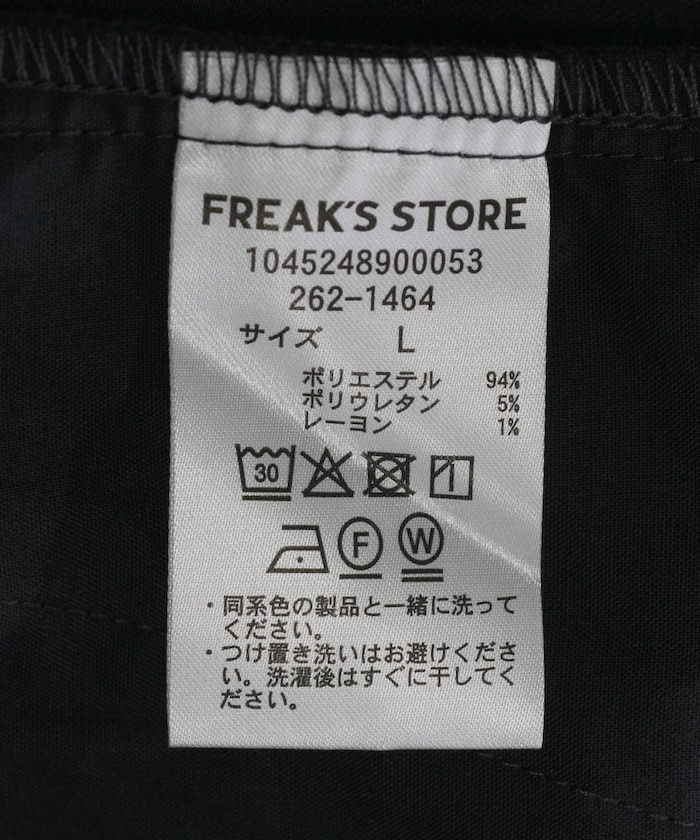 FREAK'S STORE
1045248900053
262-1464
サイズ L
ポリエステル 94%
ポリウレタン 5%
レーヨン 1%
30
F W
・同系色の製品と一緒に洗って
ください。
・つけ置き洗いはお避けくださ
い。洗濯後はすぐに干してく
ださい。